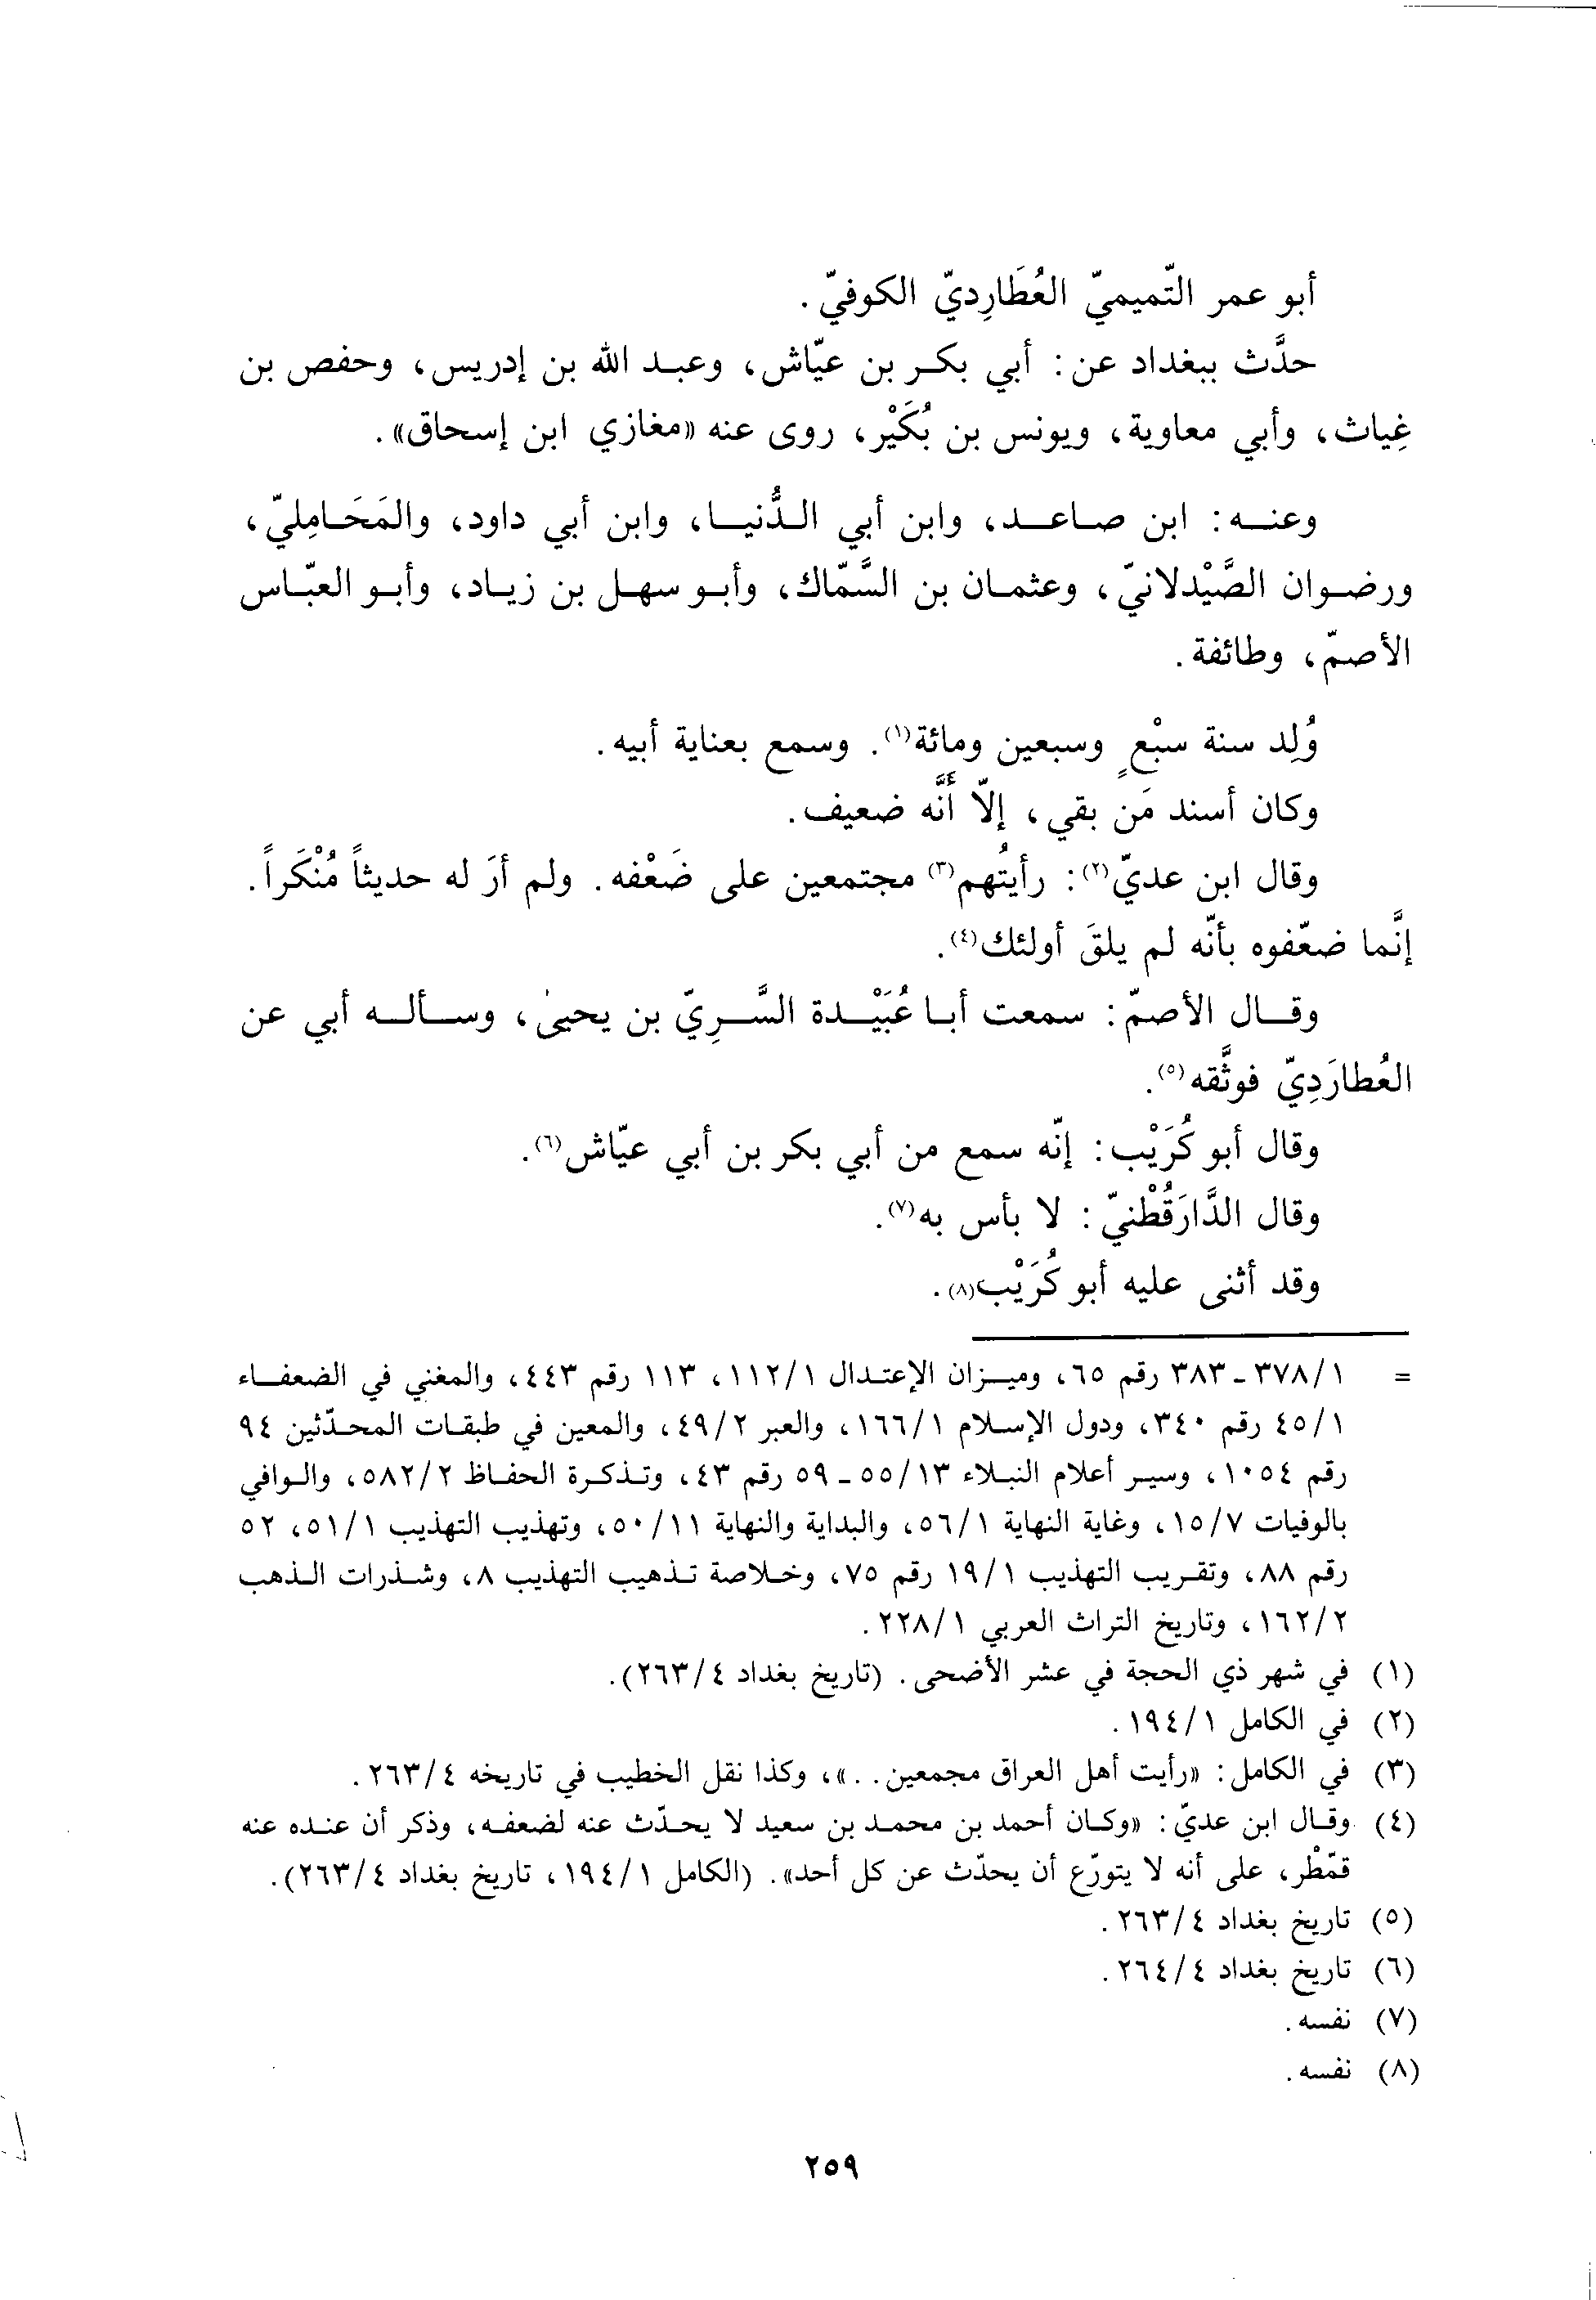 أبو عمر التّميميّ العُطَارِديّ الكوفيّ.
حدَّث ببغداد عن: أبي بكر بن عيّاش، وعبد الله بن إدريس، وحفص بن
غِياث، وأبي معاوية، ويونس بن بُكَيْر، روى عنه «مغازي ابن إسحاق».
وعنه: ابن صاعد، وابن أبي الدُّنيا، وابن أبي داود، والمَحَامِليّ،
ورضوان الصَّيْدلانيّ، وعثمان بن السَّمّاك، وأبو سهل بن زياد، وأبو العبّاس
الأصمّ، وطائفة.
وُلِد سنة سبْعٍ وسبعين ومائة(١). وسمع بعناية أبيه.
وكان أسند مَن بقي، إلّا أنَّه ضعيف.
وقال ابن عديّ(٢): رأيتُهم(٣) مجتمعين على ضَعْفه. ولم أرَ له حديثاً مُنْكَراً.
إنَّما ضعّفوه بأنّه لم يلقَ أولئك(٤).
وقال الأصمّ: سمعت أبا عُبَيْدة السَّرِيّ بن يحيىٰ، وسأله أبي عن
العُطارَدِيّ فوثَّقه(٥).
وقال أبو كُرَيْب: إنّه سمع من أبي بكر بن أبي عيّاش(٦).
وقال الدَّارَقُطْنيّ: لا بأس به(٧).
وقد أثنى عليه أبو كُرَيْب(٨).
= ٣٧٨/١ - ٣٨٣ رقم ٦٥، وميزان الإعتدال ١١٢/١، ١١٣ رقم ٤٤٣، والمغني في الضعفاء
٤٥/١ رقم ٣٤٠، ودول الإسلام ١٦٦/١، والعبر ٤٩/٢، والمعين في طبقات المحدّثين ٩٤
رقم ١٠٥٤، وسير أعلام النبلاء ٥٥/١٣ - ٥٩ رقم ٤٣، وتذكرة الحفاظ ٥٨٢/٢، والوافي
بالوفيات ١٥/٧، وغاية النهاية ٥٦/١، والبداية والنهاية ٥٠/١١، وتهذيب التهذيب ٥١/١، ٥٢
رقم ٨٨، وتقريب التهذيب ١٩/١ رقم ٧٥، وخلاصة تذهيب التهذيب ٨، وشذرات الذهب
١٦٢/٢، وتاريخ التراث العربي ٢٢٨/١.
(١) في شهر ذي الحجة في عشر الأضحى. (تاريخ بغداد ٢٦٣/٤).
(٢) في الكامل ١٩٤/١.
(٣) في الكامل: «رأيت أهل العراق مجمعين..»، وكذا نقل الخطيب في تاريخه ٢٦٣/٤.
(٤) وقال ابن عديّ: «وكان أحمد بن محمد بن سعيد لا يحدّث عنه لضعفه، وذكر أن عنده عنه
قمّطْر، على أنه لا يتورّع أن يحدّث عن كل أحد». (الكامل ١٩٤/١، تاريخ بغداد ٢٦٣/٤).
(٥) تاريخ بغداد ٢٦٣/٤.
(٦) تاريخ بغداد ٢٦٤/٤.
(٧) نفسه.
(٨) نفسه.
٢٥٩